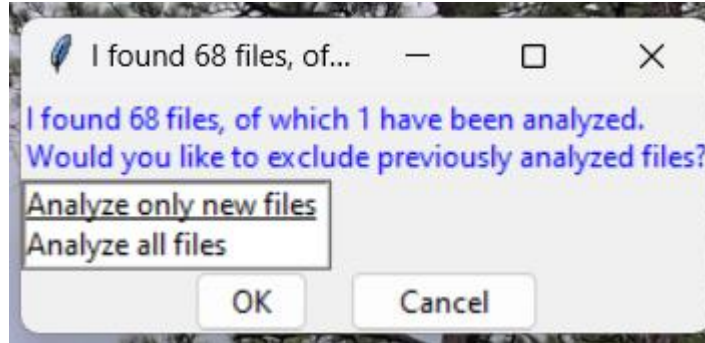 I found 68 files, of...
I found 68 files, of which 1 have been analyzed.
Would you like to exclude previously analyzed files?
Analyze only new files
Analyze all files
OK Cancel